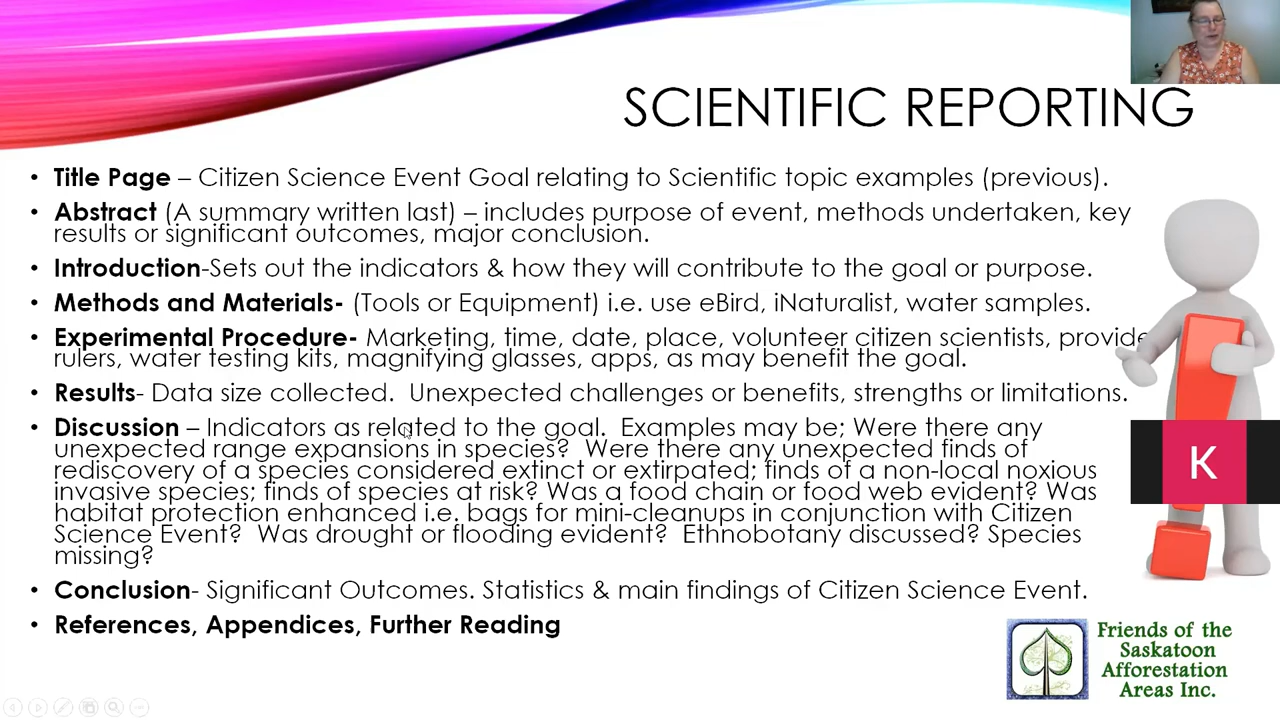 SCIENTIFIC REPORTING
• Title Page – Citizen Science Event Goal relating to Scientific topic examples (previous).
• Abstract (A summary written last) – includes purpose of event, methods undertaken, key
results or significant outcomes, major conclusion.
• Introduction-Sets out the indicators & how they will contribute to the goal or purpose.
• Methods and Materials- (Tools or Equipment) i.e. use eBird, iNaturalist, water samples.
• Experimental Procedure- Marketing, time, date, place, volunteer citizen scientists, provide
rulers, water testing kits, magnifying glasses, apps, as may benefit the goal.
• Results- Data size collected.  Unexpected challenges or benefits, strengths or limitations.
• Discussion – Indicators as related to the goal.  Examples may be; Were there any
unexpected range expansions in species?  Were there any unexpected finds of
rediscovery of a species considered extinct or extirpated; finds of a non-local noxious
invasive species; finds of species at risk? Was a food chain or food web evident? Was
habitat protection enhanced i.e. bags for mini-cleanups in conjunction with Citizen
Science Event?  Was drought or flooding evident?  Ethnobotany discussed? Species
missing?
• Conclusion- Significant Outcomes. Statistics & main findings of Citizen Science Event.
• References, Appendices, Further Reading
K
Friends of the
Saskatoon
Afforestation
Areas Inc.